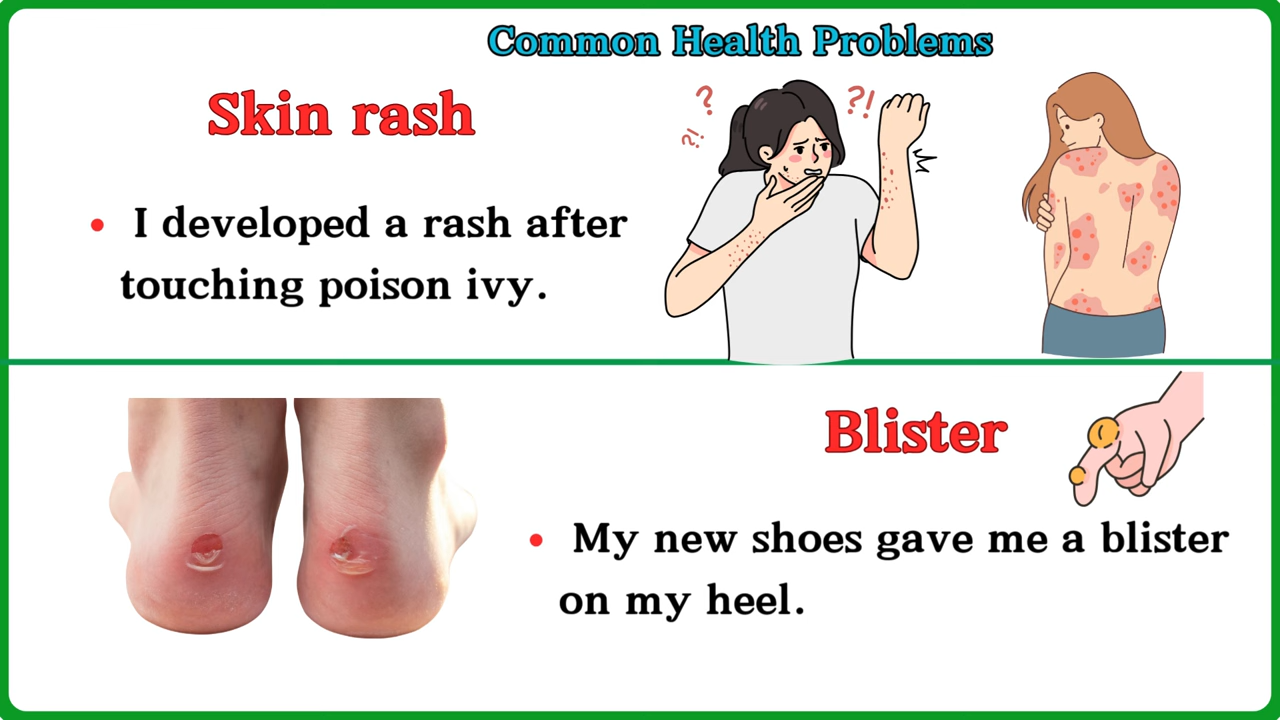 Common Health Problems
Skin rash
?
?!
?!
• I developed a rash after
touching poison ivy.
Blister
• My new shoes gave me a blister
on my heel.